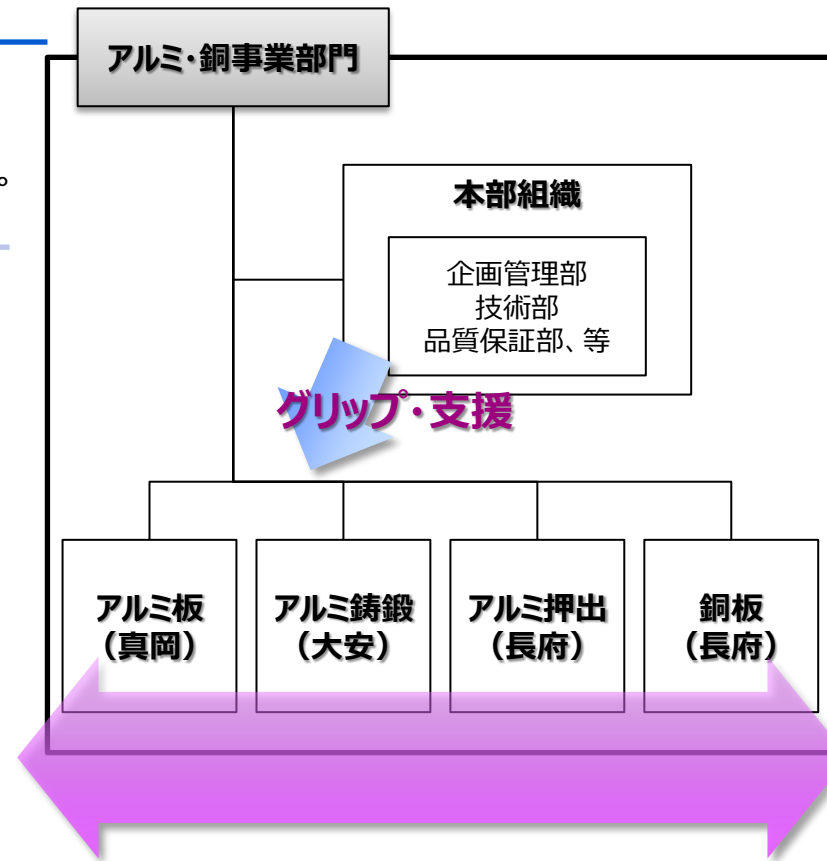 アルミ・銅事業部門
。
本部組織
企画管理部
技術部
品質保証部、等
グリップ・支援
アルミ板
（真岡）
アルミ鋳鍛
（大安）
アルミ押出
（長府）
銅板
（長府）